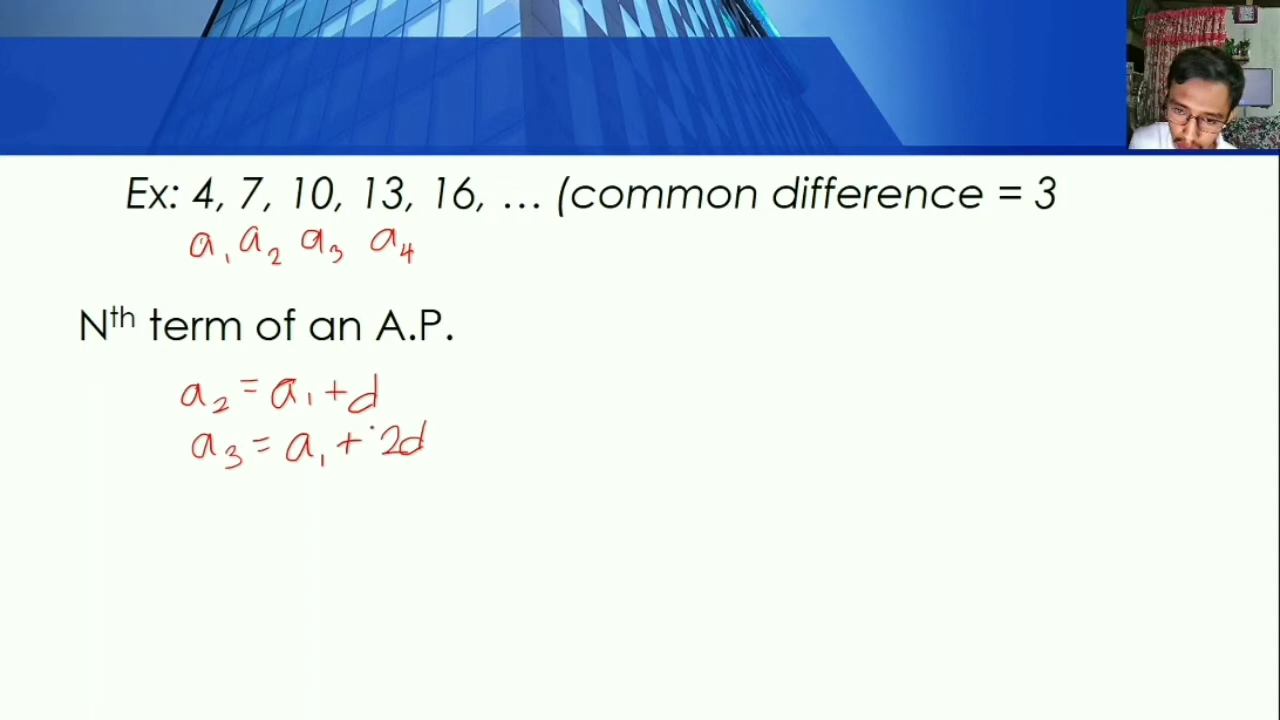 Ex: 4, 7, 10, 13, 16, … (common difference = 3
a₁ a₂ a₃ a₄
Nᵗʰ term of an A.P.
a₂ = a₁ + d
a₃ = a₁ + 2d